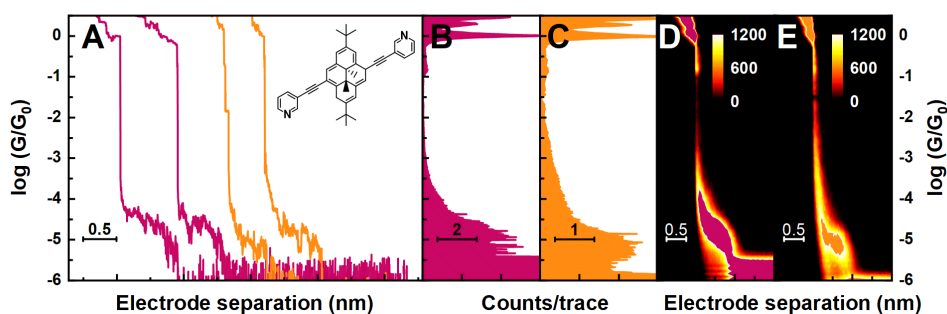 A
B
C
D
E
N
N
log (G/G₀)
0
-1
-2
-3
-4
-5
-6
0.5
2
1
0.5
0.5
1200
600
0
1200
600
0
0
-1
-2
-3
-4
-5
-6
log (G/G₀)
Electrode separation (nm)
Counts/trace
Electrode separation (nm)